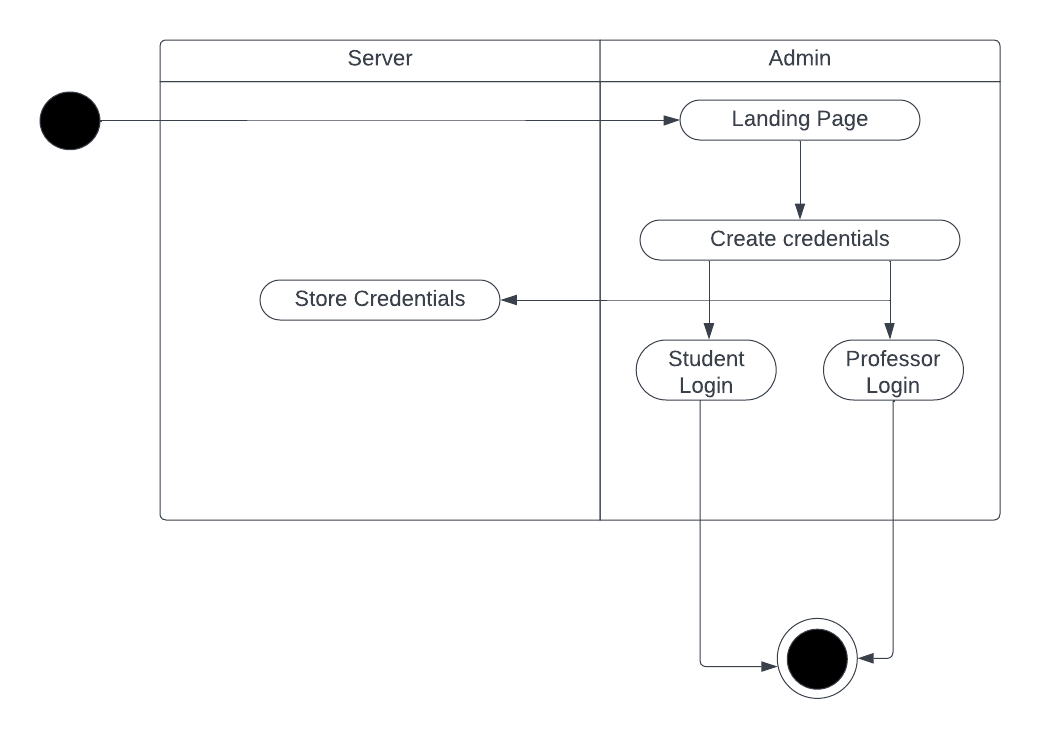 Server
Admin
Landing Page
Create credentials
Store Credentials
Student
Login
Professor
Login